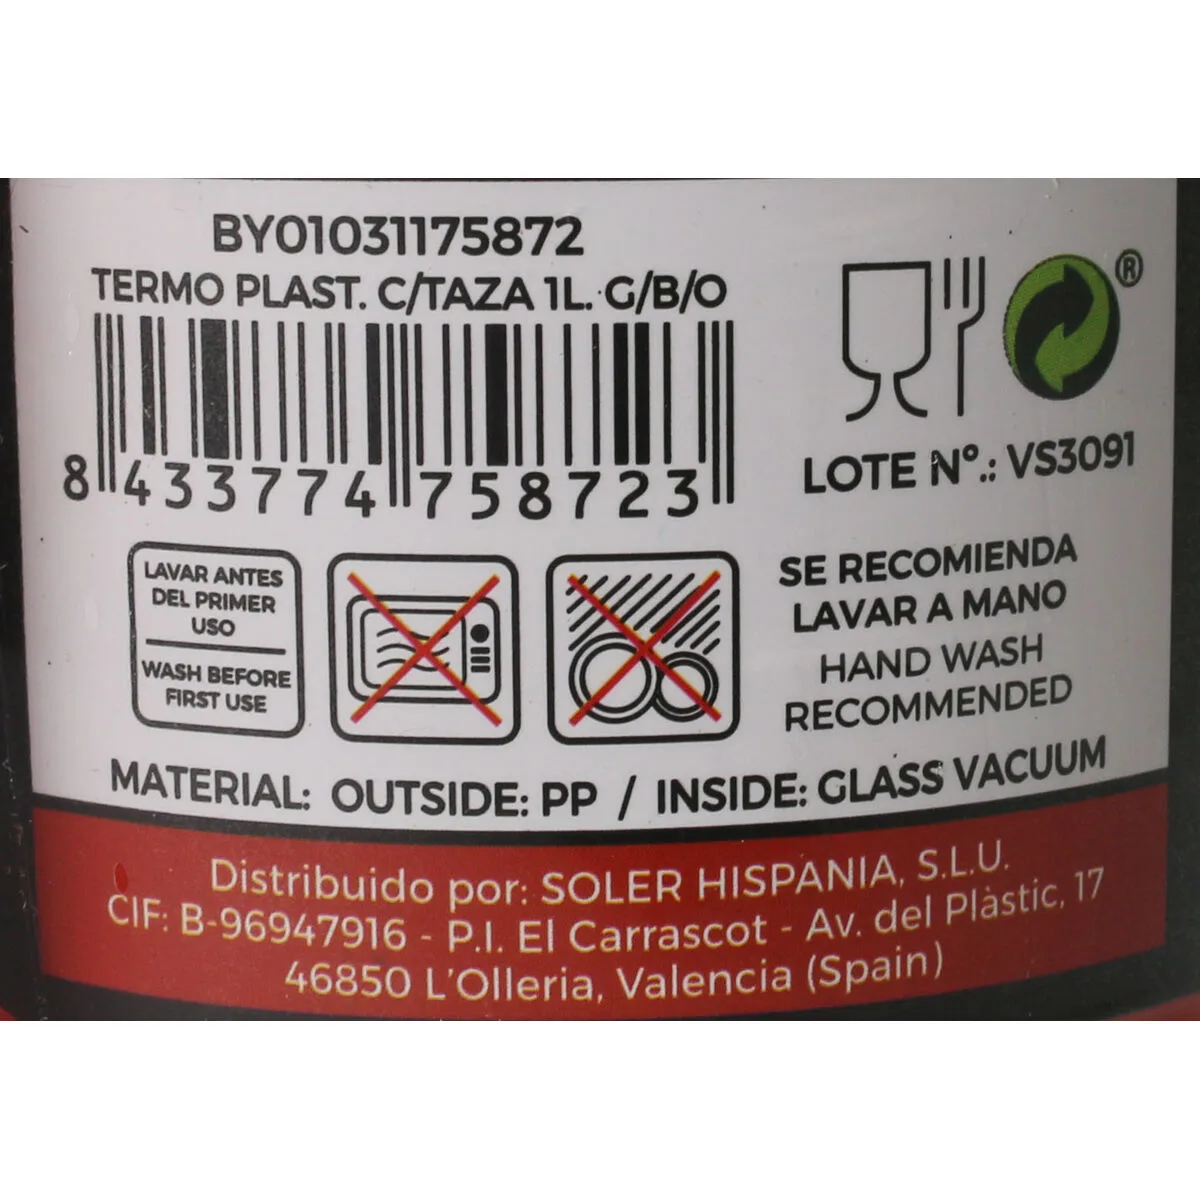 BY01031175872
TERMO PLAST. C/TAZA 1L. G/B/O
8 433774 758723
®
LOTE Nº.: VS3091
LAVAR ANTES
DEL PRIMER
USO
WASH BEFORE
FIRST USE
SE RECOMIENDA
LAVAR A MANO
HAND WASH
RECOMMENDED
MATERIAL: OUTSIDE: PP / INSIDE: GLASS VACUUM
Distribuido por: SOLER HISPANIA, S.L.U.
CIF: B-96947916 - P.I. El Carrascot - Av. del Plàstic, 17
46850 L'Olleria, Valencia (Spain)